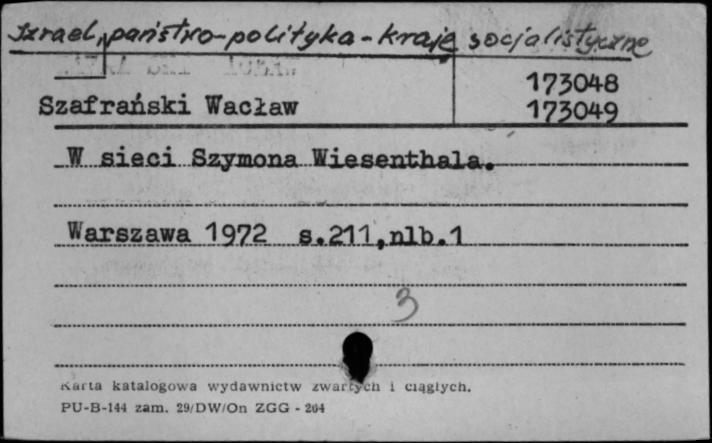 Izrael, państwo-polityka-kraje socjalistyczne
173048
Szafrański Wacław 173049
W sieci Szymona Wiesenthala.
Warszawa 1972 s.211,nlb.1
3
Karta katalogowa wydawnictw zwartych i ciągłych.
PU-B-144 zam. 29/DW/On ZGG - 264